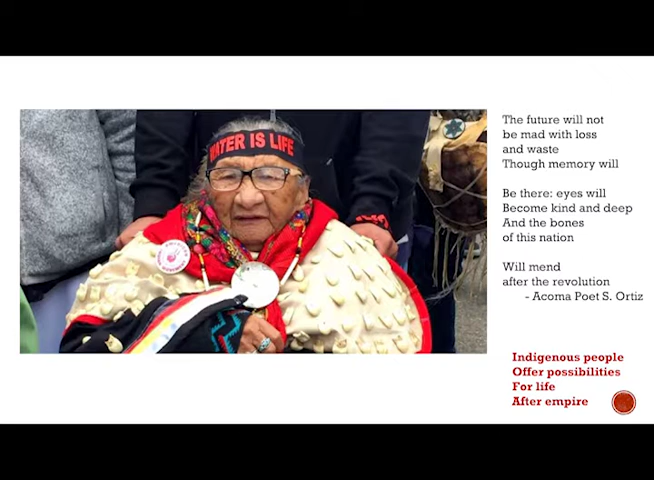 WATER IS LIFE
The future will not
be mad with loss
and waste
Though memory will
Be there: eyes will
Become kind and deep
And the bones
of this nation
Will mend
after the revolution
- Acoma Poet S. Ortiz
Indigenous people
Offer possibilities
For life
After empire